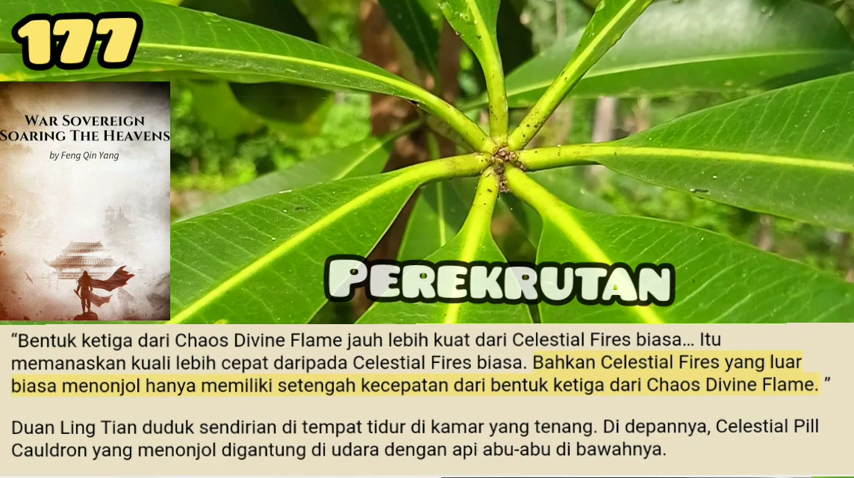 177
WAR SOVEREIGN
SOARING THE HEAVENS
by Feng Qin Yang
PEREKRUTAN
“Bentuk ketiga dari Chaos Divine Flame jauh lebih kuat dari Celestial Fires biasa… Itu
memanaskan kuali lebih cepat daripada Celestial Fires biasa. Bahkan Celestial Fires yang luar
biasa menonjol hanya memiliki setengah kecepatan dari bentuk ketiga dari Chaos Divine Flame. ”
Duan Ling Tian duduk sendirian di tempat tidur di kamar yang tenang. Di depannya, Celestial Pill
Cauldron yang menonjol digantung di udara dengan api abu-abu di bawahnya.